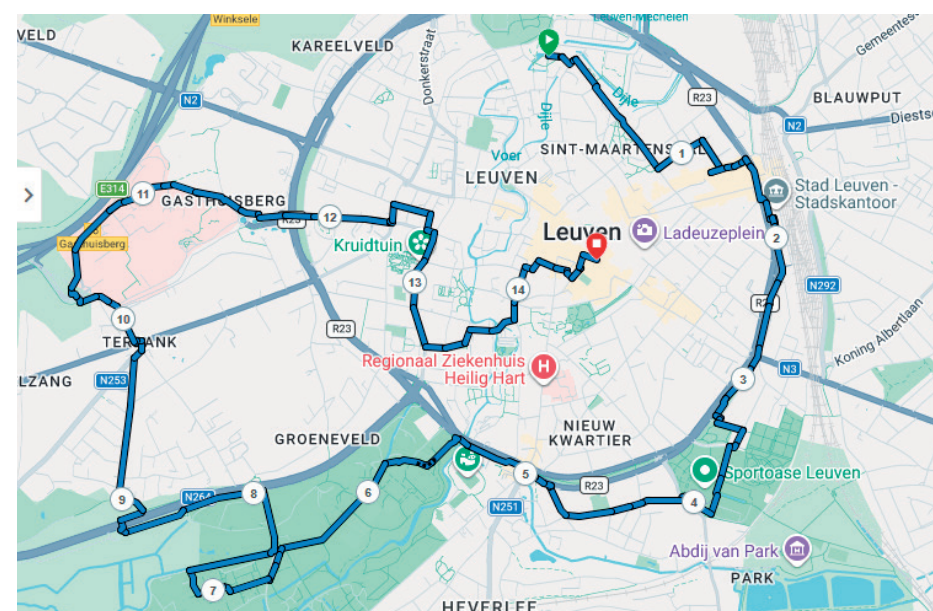 Winksele
Leuven-Mechelen
VELD
KAREELVELD
Donkerstraat
Gemeentes
N2
Dijle
Dijle
R23
BLAUWPUT
N2
Diests
Voer
SINT-MAARTENSDAL
1
LEUVEN
E314
11
GASTHUISBERG
Stad Leuven -
Stadskantoor
12
R23
Kruidtuin
Leuven
Ladeuzeplein
2
Gasthuisberg
13
14
N292
R23
10
R23
Koning Albertlaan
TERBANK
Regionaal Ziekenhuis
Heilig Hart
H
N3
LZANG
N253
3
NIEUW
KWARTIER
GROENEVELD
Sportoase Leuven
5
6
8
9
N264
R23
4
N251
Abdij van Park
7
PARK
HEVERLEE